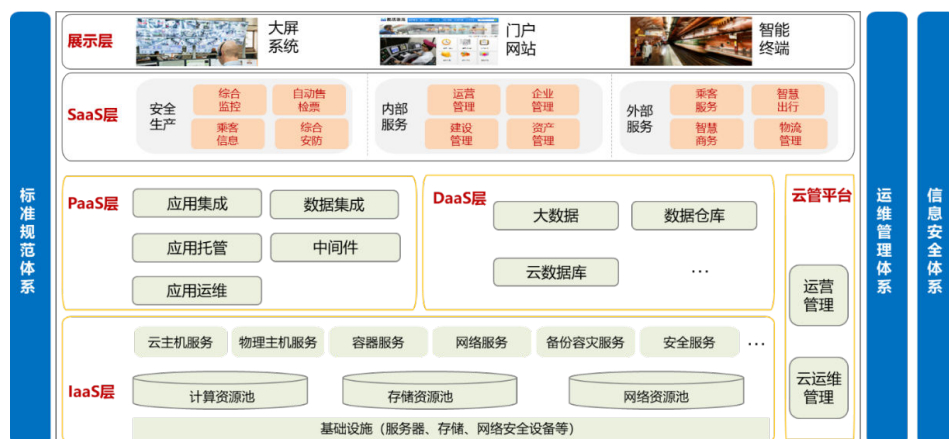 标准规范体系
展示层
大屏
系统
门户
网站
智能
终端
SaaS层
安全
生产
综合
监控
自动售
检票
乘客
信息
综合
安防
内部
服务
运营
管理
企业
管理
建设
管理
资产
管理
外部
服务
乘客
服务
智慧
出行
智慧
商务
物流
管理
PaaS层
应用集成
数据集成
应用托管
中间件
应用运维
DaaS层
大数据
数据仓库
云数据库
...
云管平台
运营
管理
云运维
管理
IaaS层
云主机服务
物理主机服务
容器服务
网络服务
备份容灾服务
安全服务
...
计算资源池
存储资源池
网络资源池
基础设施（服务器、存储、网络安全设备等）
运维管理体系
信息安全体系